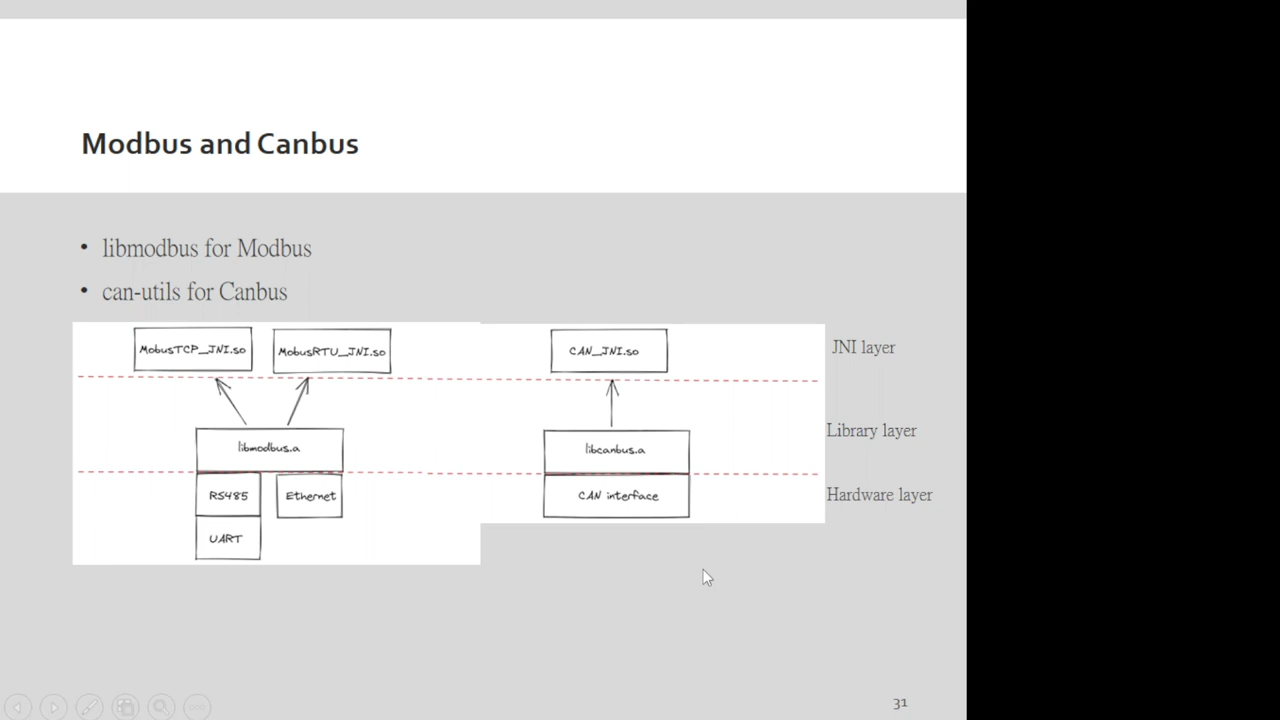 Modbus and Canbus
• libmodbus for Modbus
• can-utils for Canbus
MobusTCP_JNI.so
MobusRTU_JNI.so
CAN_JNI.so
JNI layer
libmodbus.a
libcanbus.a
Library layer
RS485
Ethernet
CAN interface
Hardware layer
UART
31